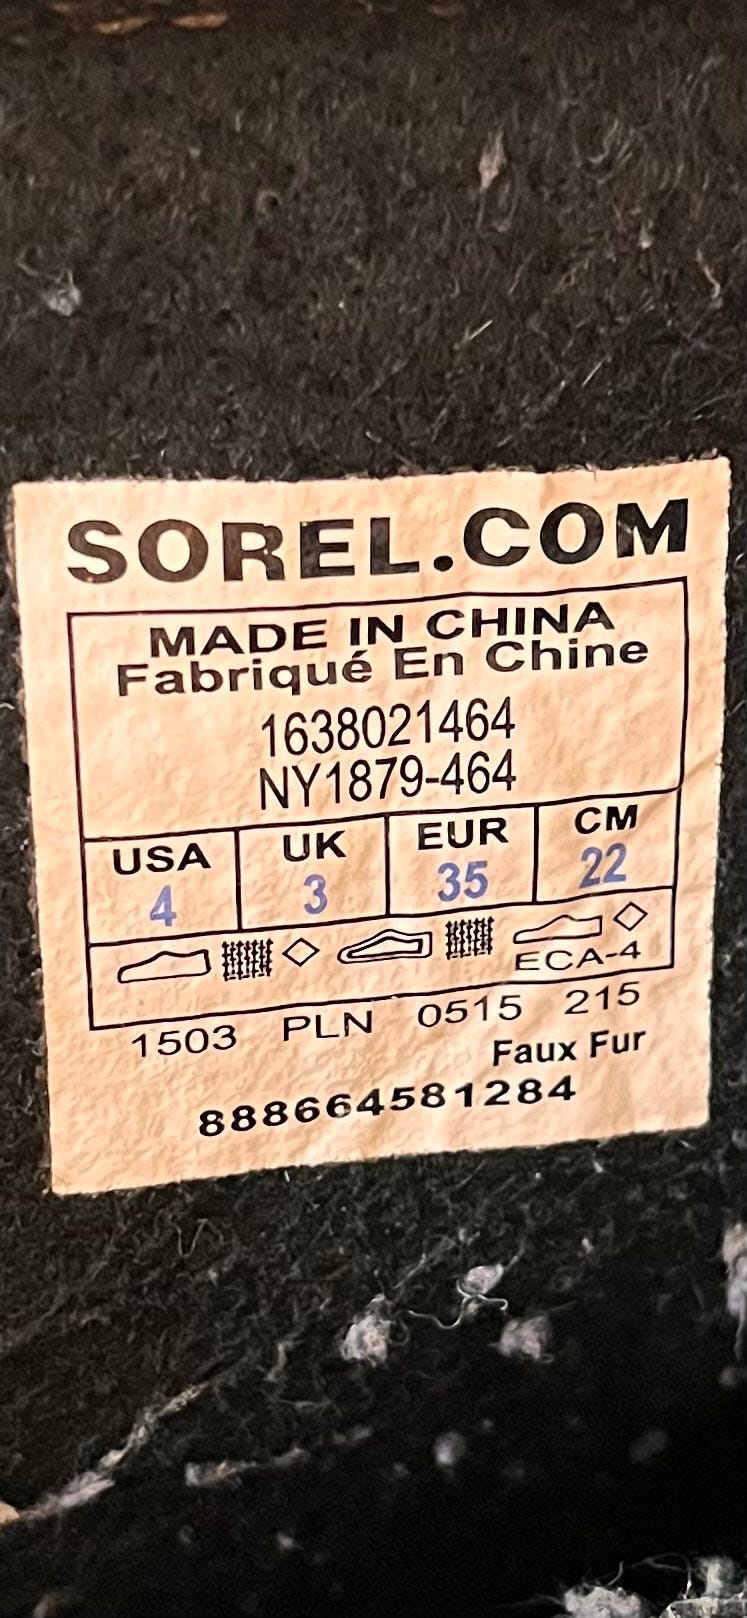 SOREL.COM
MADE IN CHINA
Fabriqué En Chine
1638021464
NY1879-464
USA UK EUR CM
4 3 35 22
ECA-4
1503 PLN 0515 215
Faux Fur
888664581284